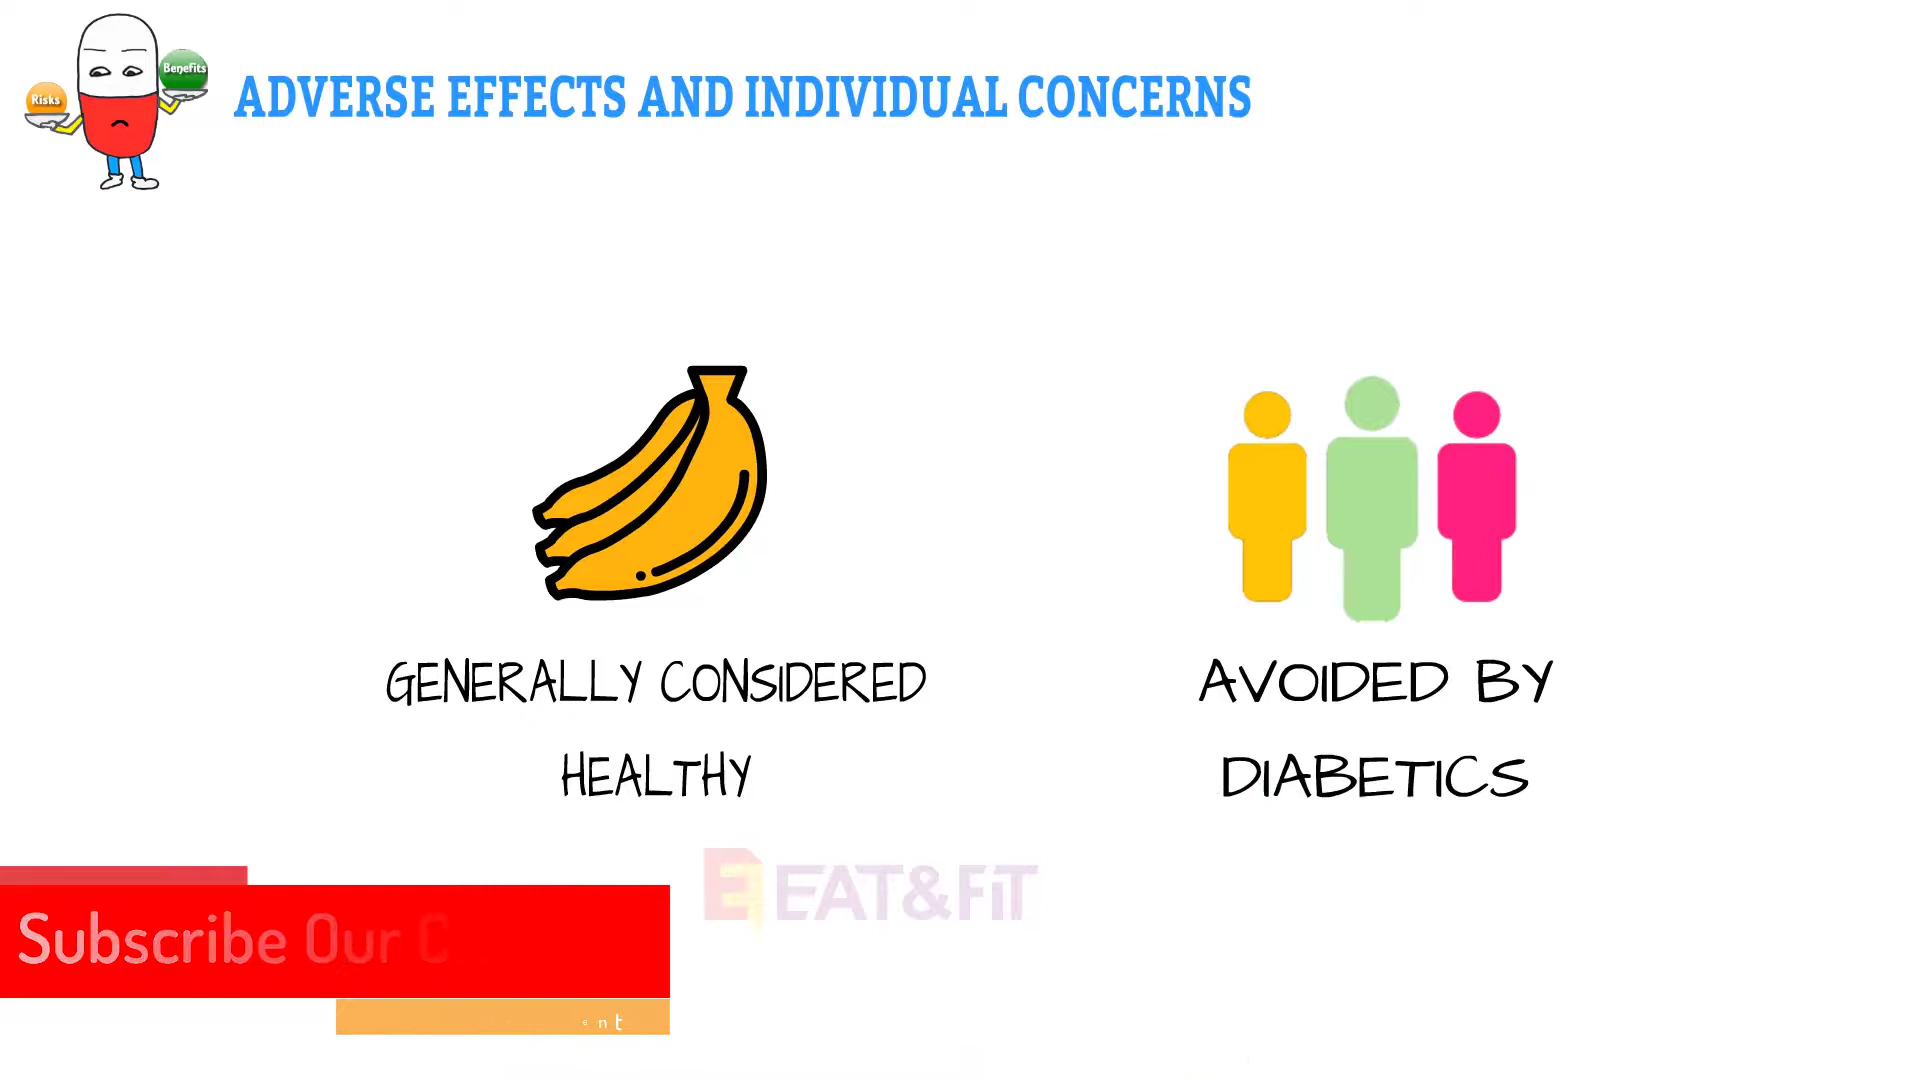 Risks
Benefits
ADVERSE EFFECTS AND INDIVIDUAL CONCERNS
GENERALLY CONSIDERED
HEALTHY
AVOIDED BY
DIABETICS
EAT&FiT
Subscribe Our C